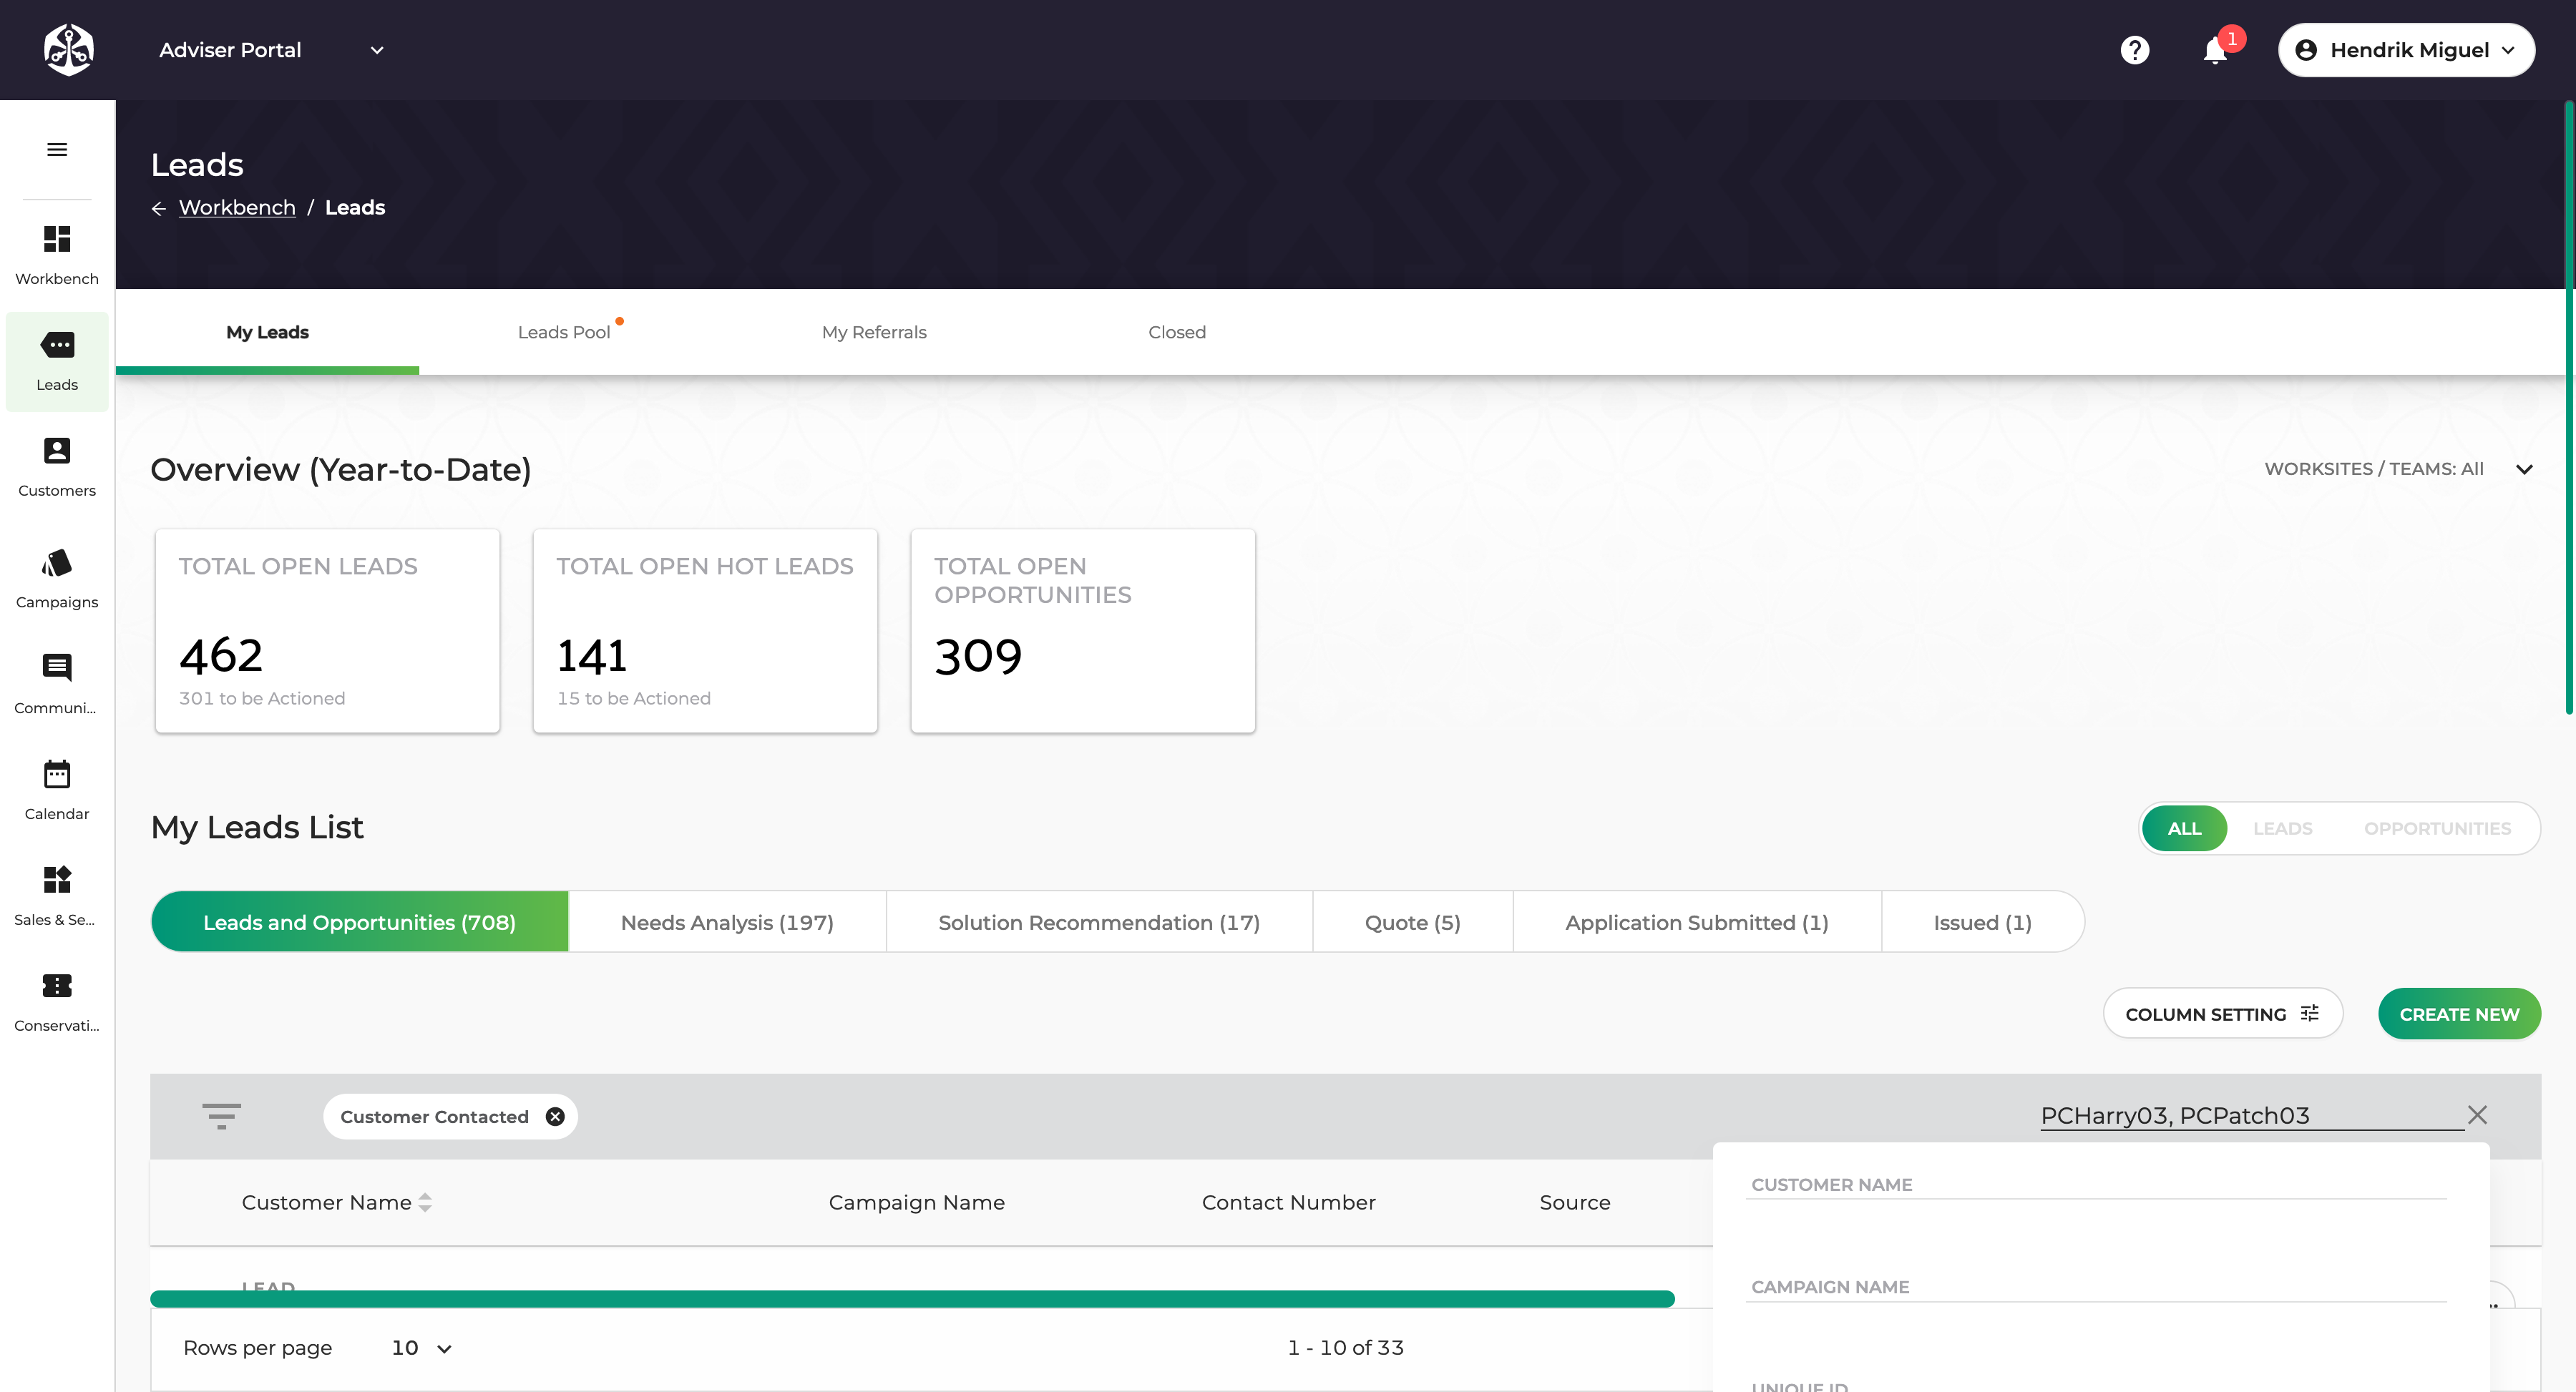 Adviser Portal
1
Hendrik Miguel
Leads
Workbench / Leads
Workbench
Leads
Customers
Campaigns
Communi...
Calendar
Sales & Se...
Conservati...
My Leads
Leads Pool
My Referrals
Closed
Overview (Year-to-Date)
WORKSITES / TEAMS: All
TOTAL OPEN LEADS
462
301 to be Actioned
TOTAL OPEN HOT LEADS
141
15 to be Actioned
TOTAL OPEN
OPPORTUNITIES
309
My Leads List
ALL
LEADS
OPPORTUNITIES
Leads and Opportunities (708)
Needs Analysis (197)
Solution Recommendation (17)
Quote (5)
Application Submitted (1)
Issued (1)
COLUMN SETTING
CREATE NEW
Customer Contacted
PCHarry03, PCPatch03
Customer Name
Campaign Name
Contact Number
Source
CUSTOMER NAME
CAMPAIGN NAME
UNIQUE ID
LEAD
Rows per page
10
1 - 10 of 33